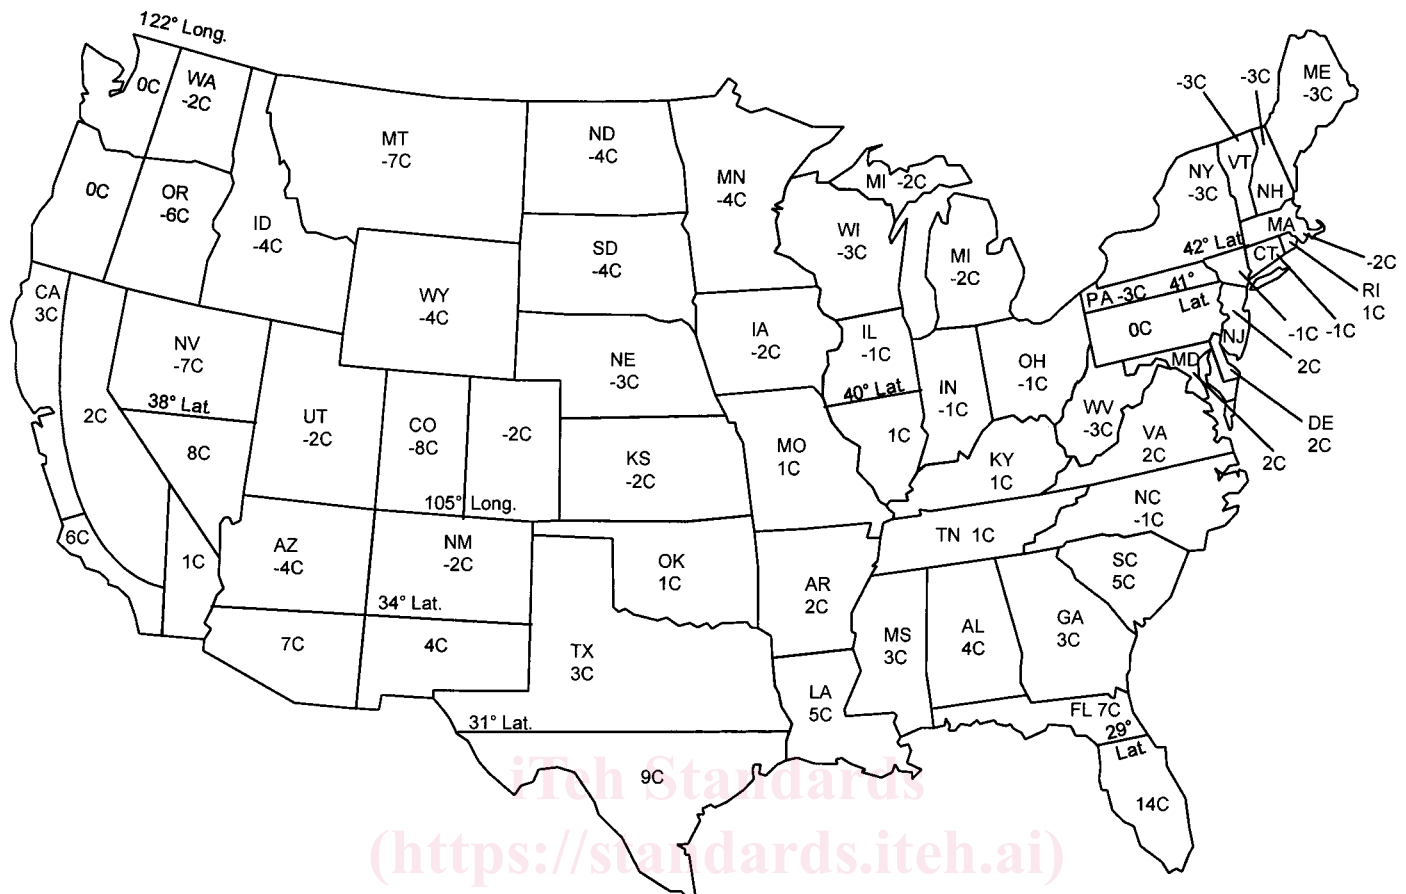 122° Long.
0C
WA
-2C
MT
-7C
ND
-4C
MN
-4C
MI -2C
-3C
-3C
ME
-3C
NY
-3C
VT
NH
0C
OR
-6C
ID
-4C
SD
-4C
WI
-3C
MI
-2C
42° Lat.
MA
CT
-2C
RI
1C
-1C
-1C
CA
3C
WY
-4C
PA -3C
41°
Lat.
0C
NJ
2C
NV
-7C
38° Lat.
IA
-2C
IL
-1C
40° Lat.
NE
-3C
OH
-1C
IN
-1C
MD
DE
2C
2C
2C
8C
UT
-2C
CO
-8C
-2C
105° Long.
KS
-2C
MO
1C
1C
WV
-3C
VA
2C
KY
1C
6C
1C
AZ
-4C
NM
-2C
34° Lat.
OK
1C
TN 1C
NC
-1C
SC
5C
AR
2C
7C
4C
TX
3C
MS
3C
AL
4C
GA
3C
LA
5C
31° Lat.
FL 7C
29°
Lat
9C
14C
iTeh Standards
(https://standards.iteh.ai)